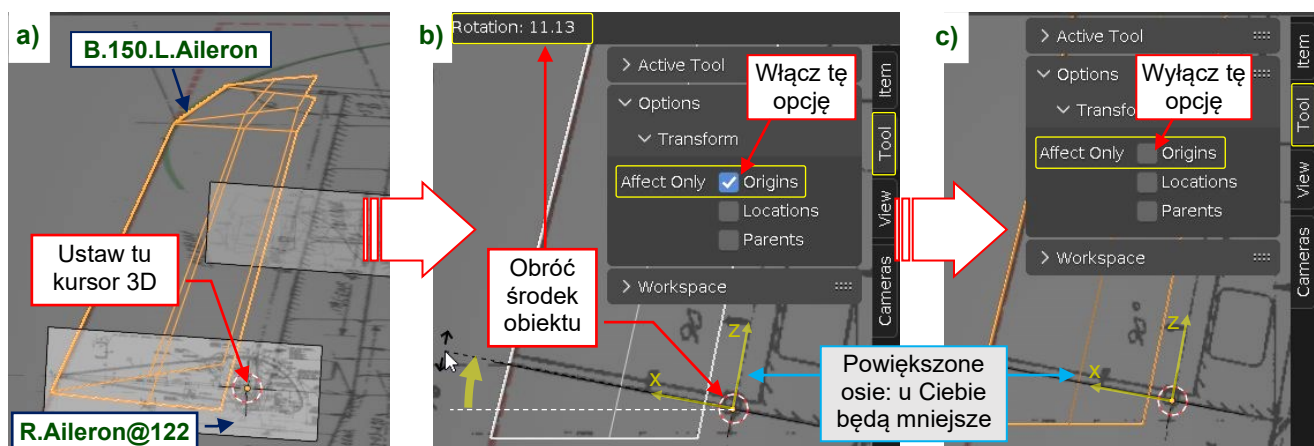 a)
B.150.L.Aileron
Ustaw tu
kursor 3D
R.Aileron@122
b)
Rotation: 11.13
Active Tool
Options
Transform
Affect Only Origins
Locations
Parents
Workspace
Item
Tool
View
Cameras
Włącz tę
opcję
Obróć
środek
obiektu
X
Z
Powiększone
osie: u Ciebie
będą mniejsze
c)
Active Tool
Options
Transfo
Affect Only Origins
Locations
Parents
Workspace
Item
Tool
View
Cameras
Wyłącz tę
opcję
X
Z